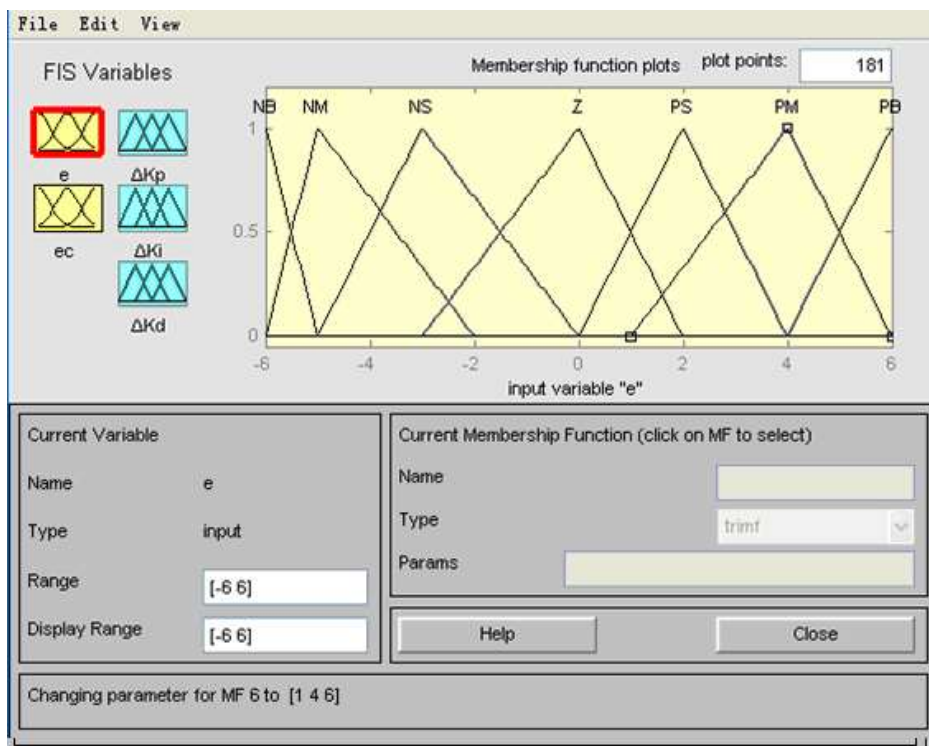 File Edit View
FIS Variables
Membership function plots plot points: 181
NB NM NS Z PS PM PB
e ΔKp
ec ΔKi
ΔKd
1
0.5
0
-6 -4 -2 0 2 4 6
input variable "e"
Current Variable
Name e
Type input
Range [-6 6]
Display Range [-6 6]
Current Membership Function (click on MF to select)
Name
Type trimf
Params
Help Close
Changing parameter for MF 6 to [1 4 6]